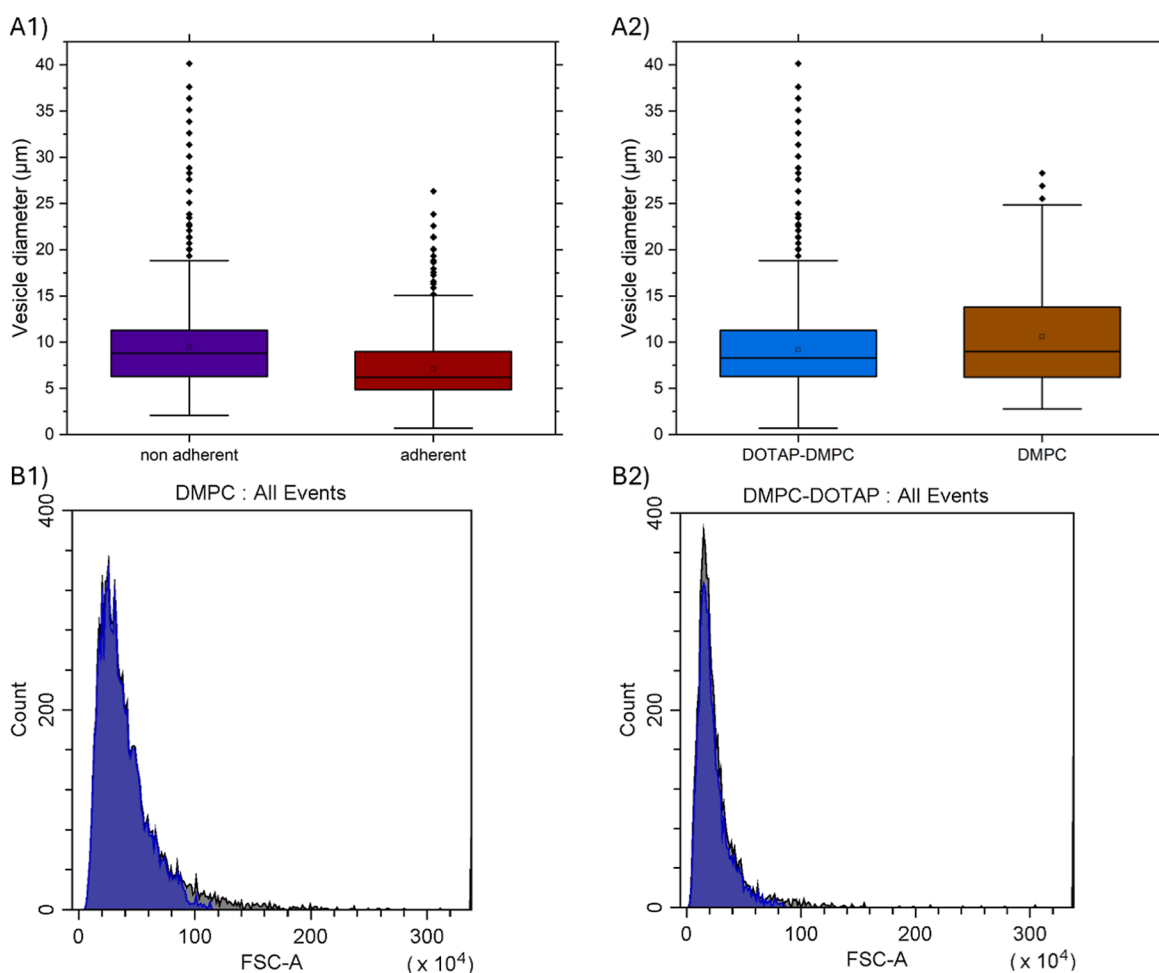 A1)
Vesicle diameter (µm)
40
35
30
25
20
15
10
5
0
non adherent
adherent
A2)
Vesicle diameter (µm)
40
35
30
25
20
15
10
5
0
DOTAP-DMPC
DMPC
B1)
DMPC : All Events
Count
400
200
0
0 100 200 300
FSC-A
(x 10⁴)
B2)
DMPC-DOTAP : All Events
Count
400
200
0
0 100 200 300
FSC-A
(x 10⁴)